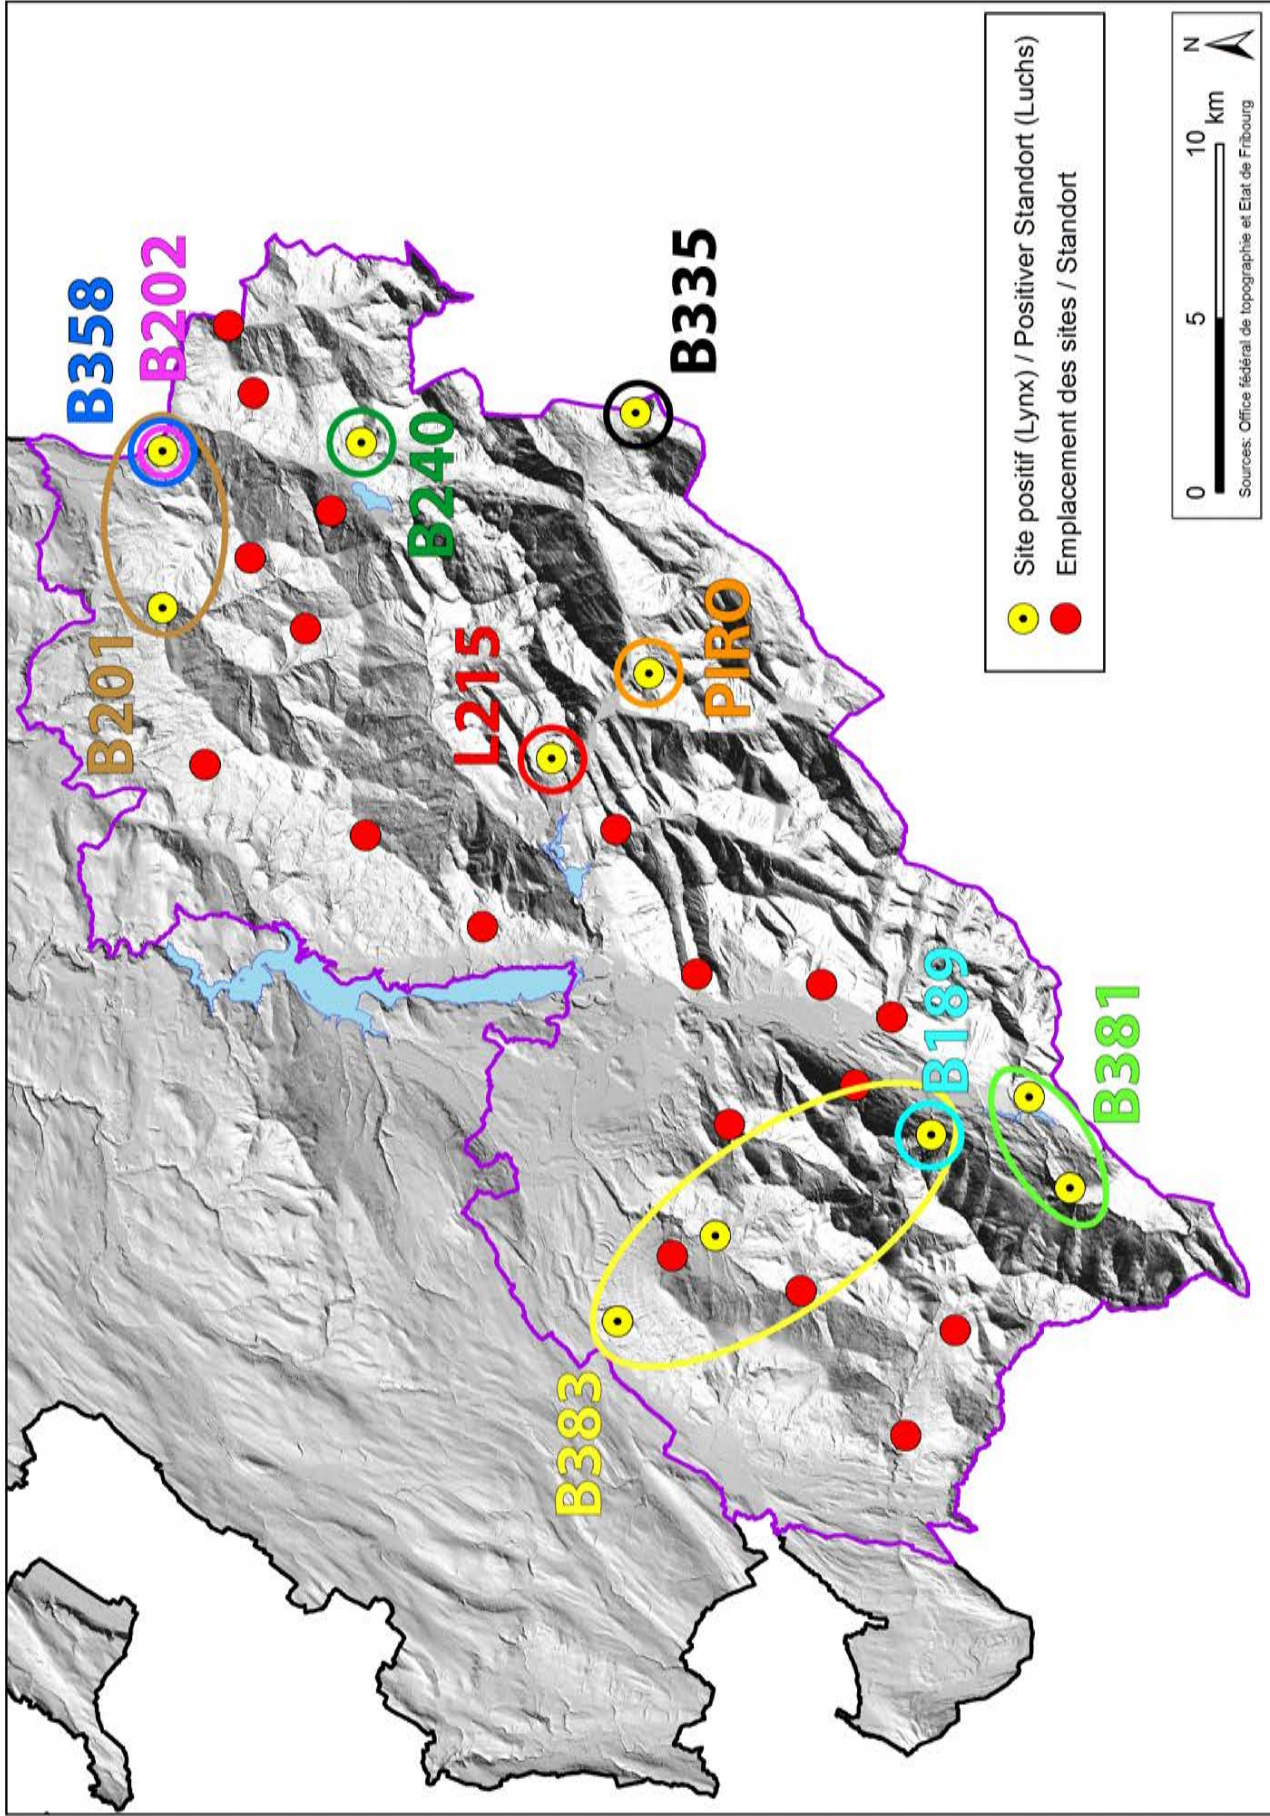 B358
B202
B201
B240
B335
L215
PIRO
B383
B189
B381
Site positif (Lynx) / Positiver Standort (Luchs)
Emplacement des sites / Standort
N
0 5 10
km
Sources: Office fédéral de topographie et Etat de Fribourg